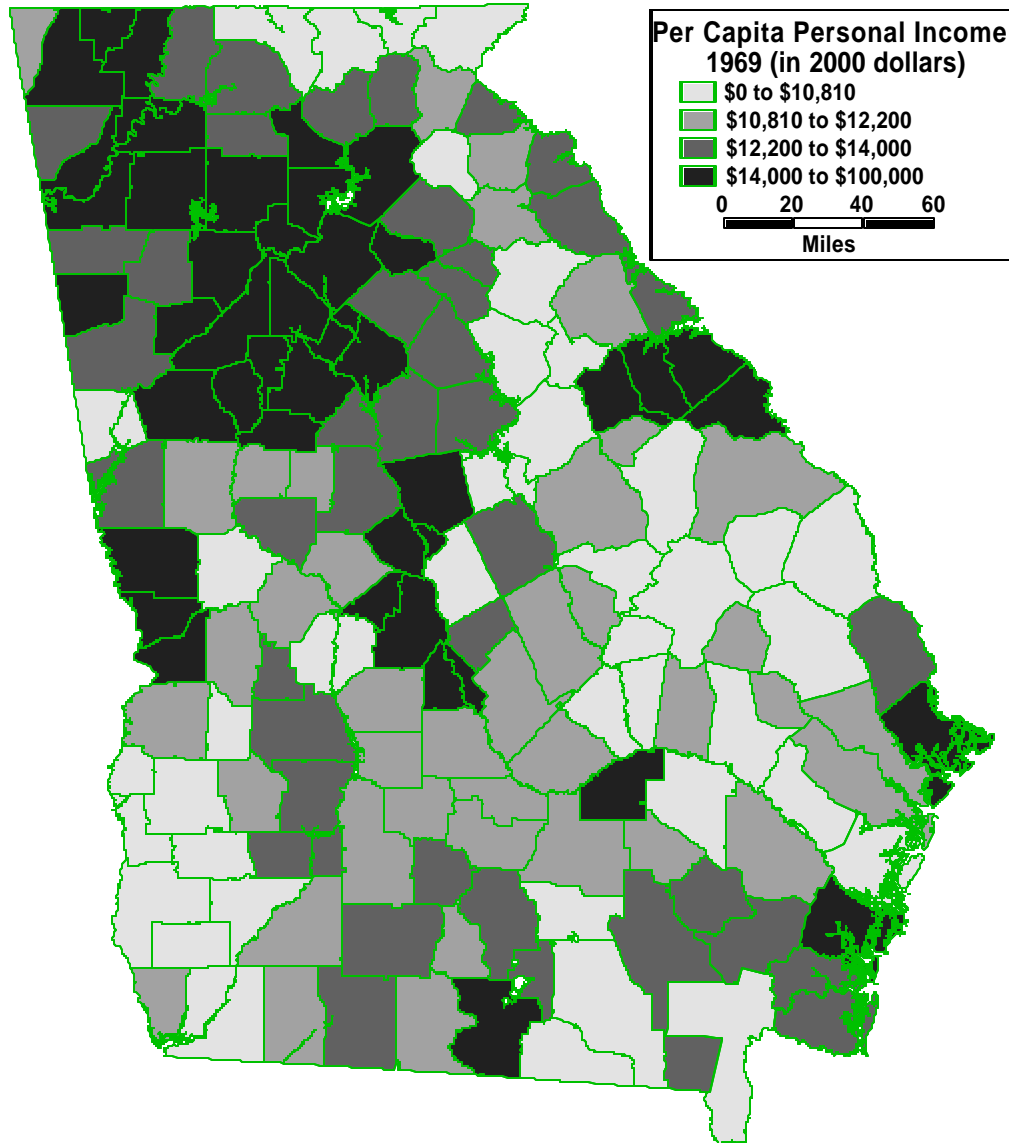 Per Capita Personal Income
1969 (in 2000 dollars)
$0 to $10,810
$10,810 to $12,200
$12,200 to $14,000
$14,000 to $100,000
0 20 40 60
Miles